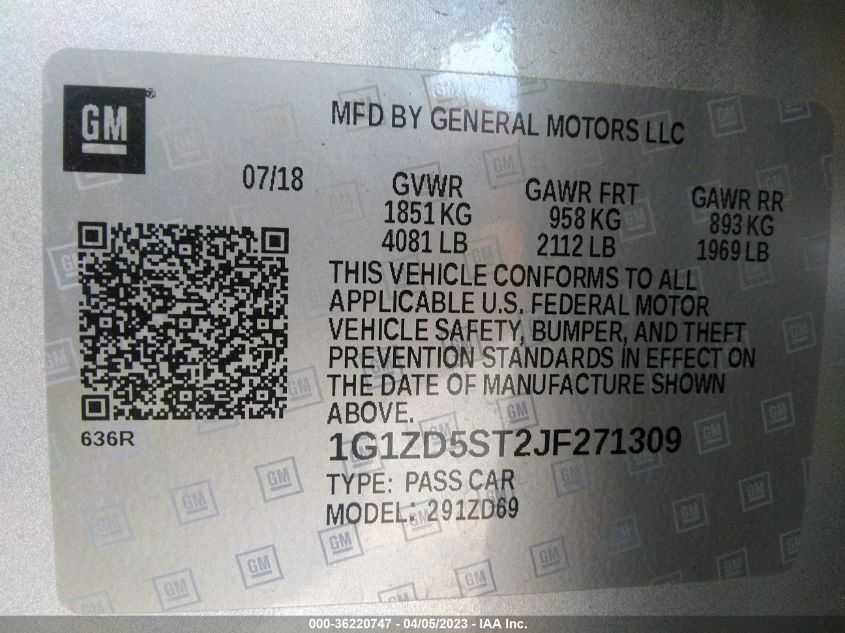 GM
MFD BY GENERAL MOTORS LLC
07/18
GVWR GAWR FRT GAWR RR
1851 KG 958 KG 893 KG
4081 LB 2112 LB 1969 LB
THIS VEHICLE CONFORMS TO ALL
APPLICABLE U.S. FEDERAL MOTOR
VEHICLE SAFETY, BUMPER, AND THEFT
PREVENTION STANDARDS IN EFFECT ON
THE DATE OF MANUFACTURE SHOWN
ABOVE.
636R
1G1ZD5ST2JF271309
TYPE: PASS CAR
MODEL: 291ZD69
000-36220747 - 04/05/2023 - IAA Inc.